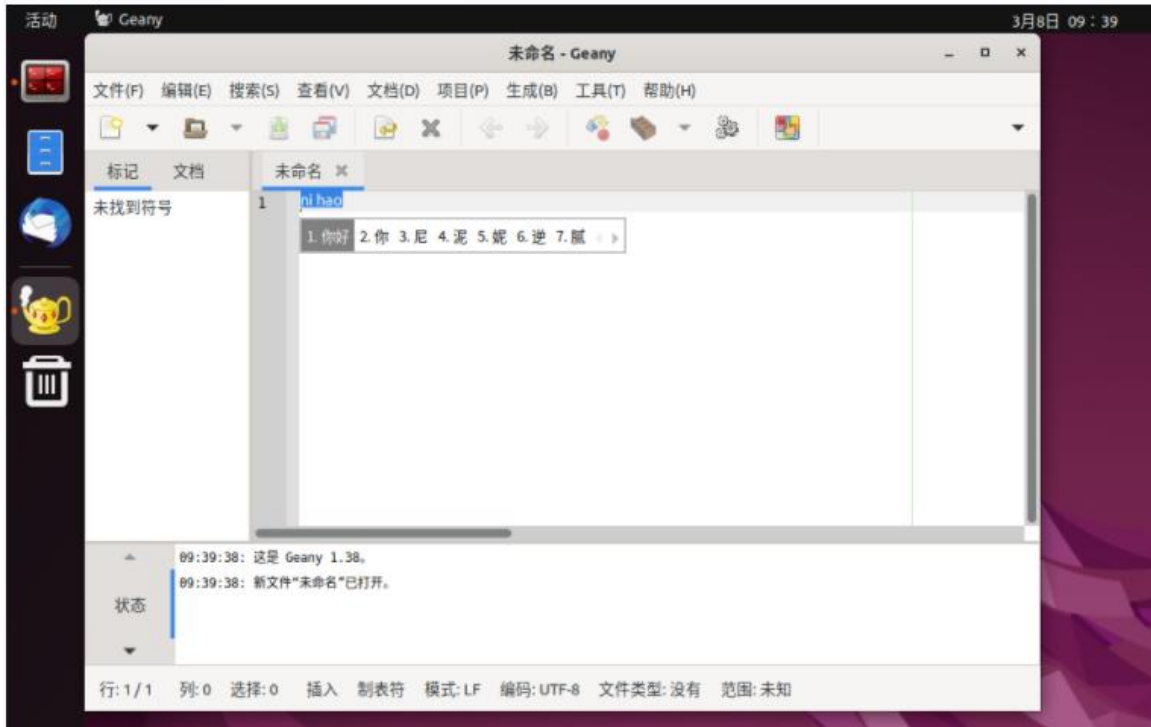 活动 Geany 3月8日 09：39
未命名 - Geany
文件(F) 编辑(E) 搜索(S) 查看(V) 文档(D) 项目(P) 生成(B) 工具(T) 帮助(H)
标记 文档 未命名
未找到符号 1 ni hao
1. 你好 2. 你 3. 尼 4. 泥 5. 妮 6. 逆 7. 腻
09:39:38: 这是 Geany 1.38。
09:39:38: 新文件“未命名”已打开。
状态
行: 1 / 1 列: 0 选择: 0 插入 制表符 模式: LF 编码: UTF-8 文件类型: 没有 范围: 未知